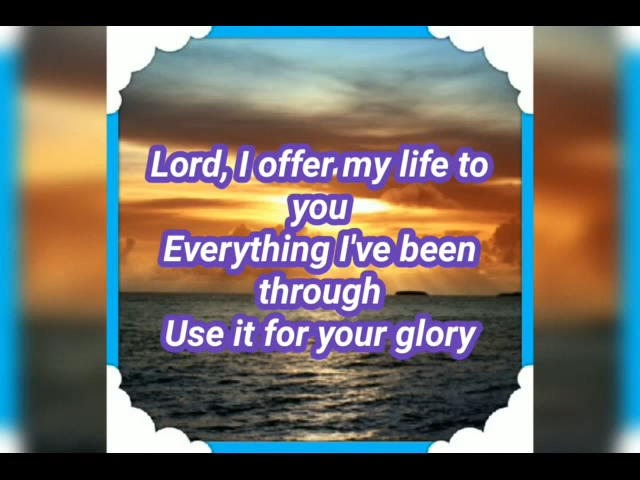 Lord, I offer my life to
you
Everything I've been
through
Use it for your glory